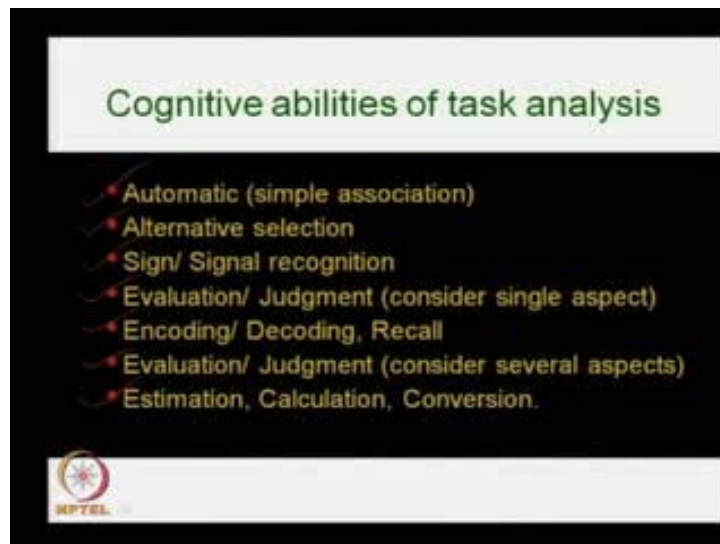 Cognitive abilities of task analysis
Automatic (simple association)
Alternative selection
Sign/ Signal recognition
Evaluation/ Judgment (consider single aspect)
Encoding/ Decoding, Recall
Evaluation/ Judgment (consider several aspects)
Estimation, Calculation, Conversion.
NPTEL